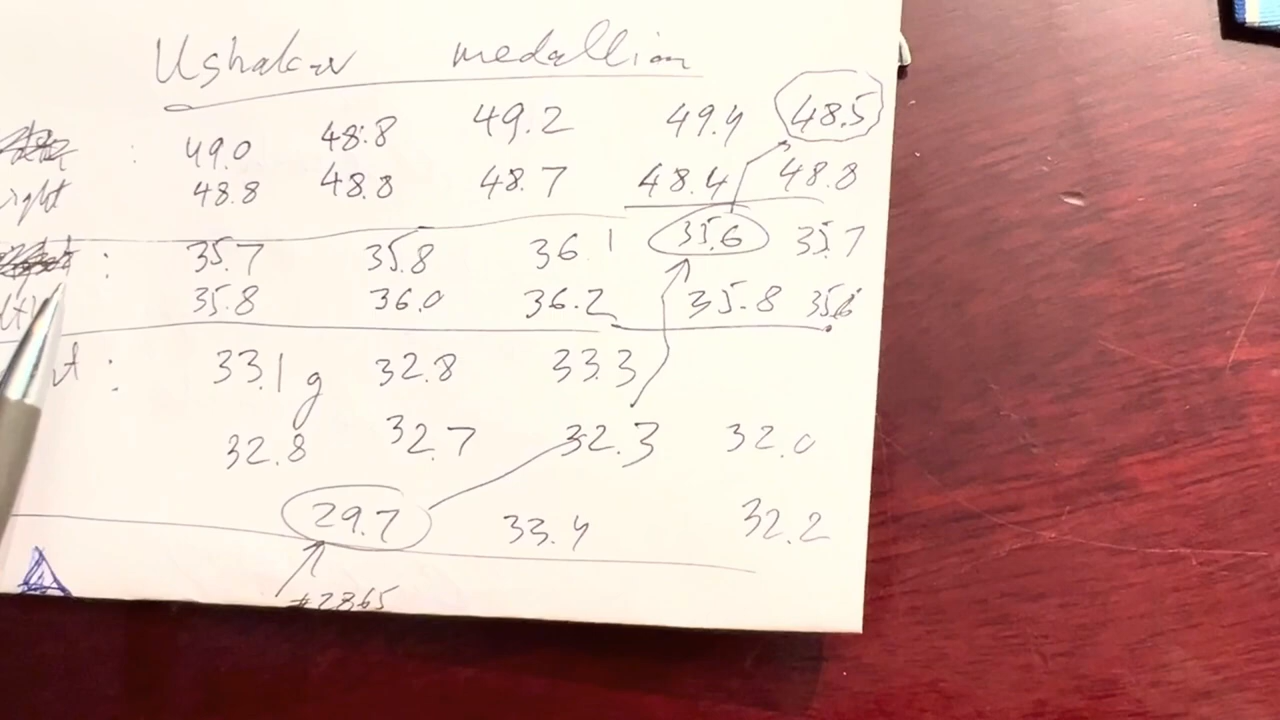 Ushakov medallion
: 49.0 48.8 49.2 49.4 48.5
48.8 48.8 48.7 48.4 48.8
: 35.7 35.8 36.1 35.6 35.7
35.8 36.0 36.2 35.8 35.6
: 33.1 g 32.8 33.3
32.8 32.7 32.3 32.0
29.7 33.4 32.2
#2865